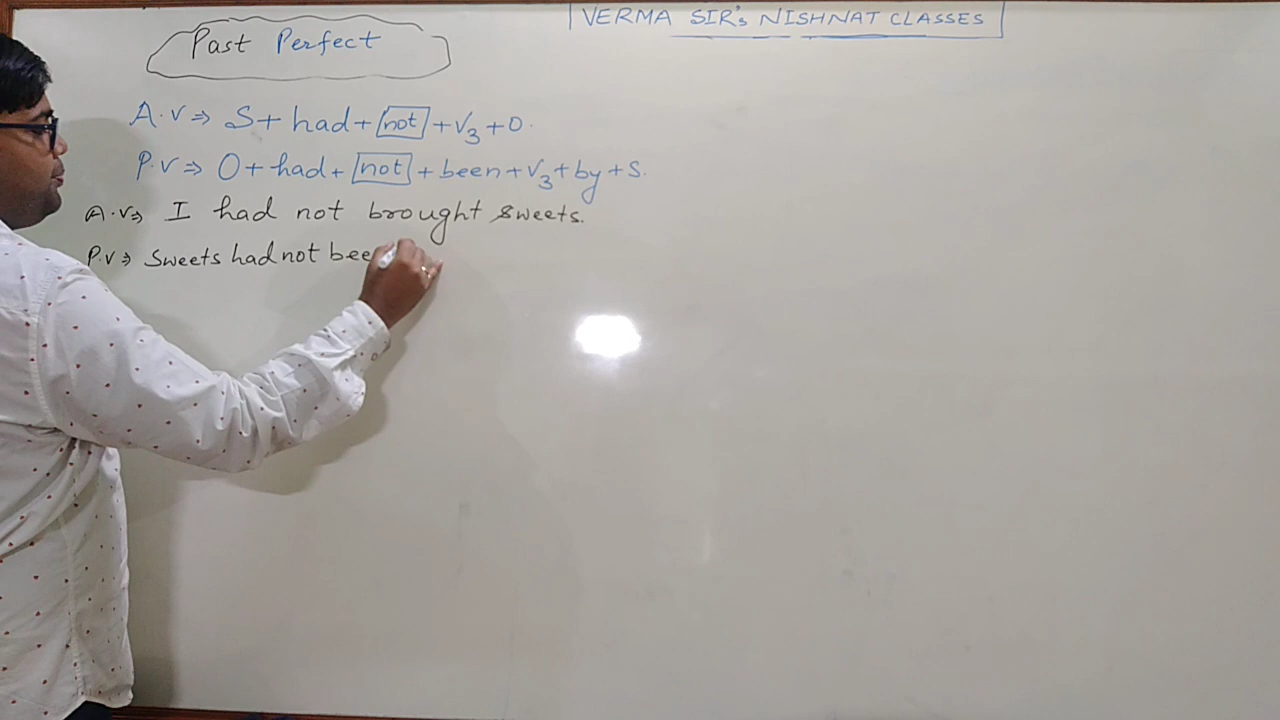 VERMA SIR's NISHNAT CLASSES
Past Perfect
A.V⇒ S+ had+ not +V₃+O.
P.V⇒ O+had+ not + been+V₃+by+S.
A.V⇒ I had not brought sweets.
P.V⇒ Sweets had not bee